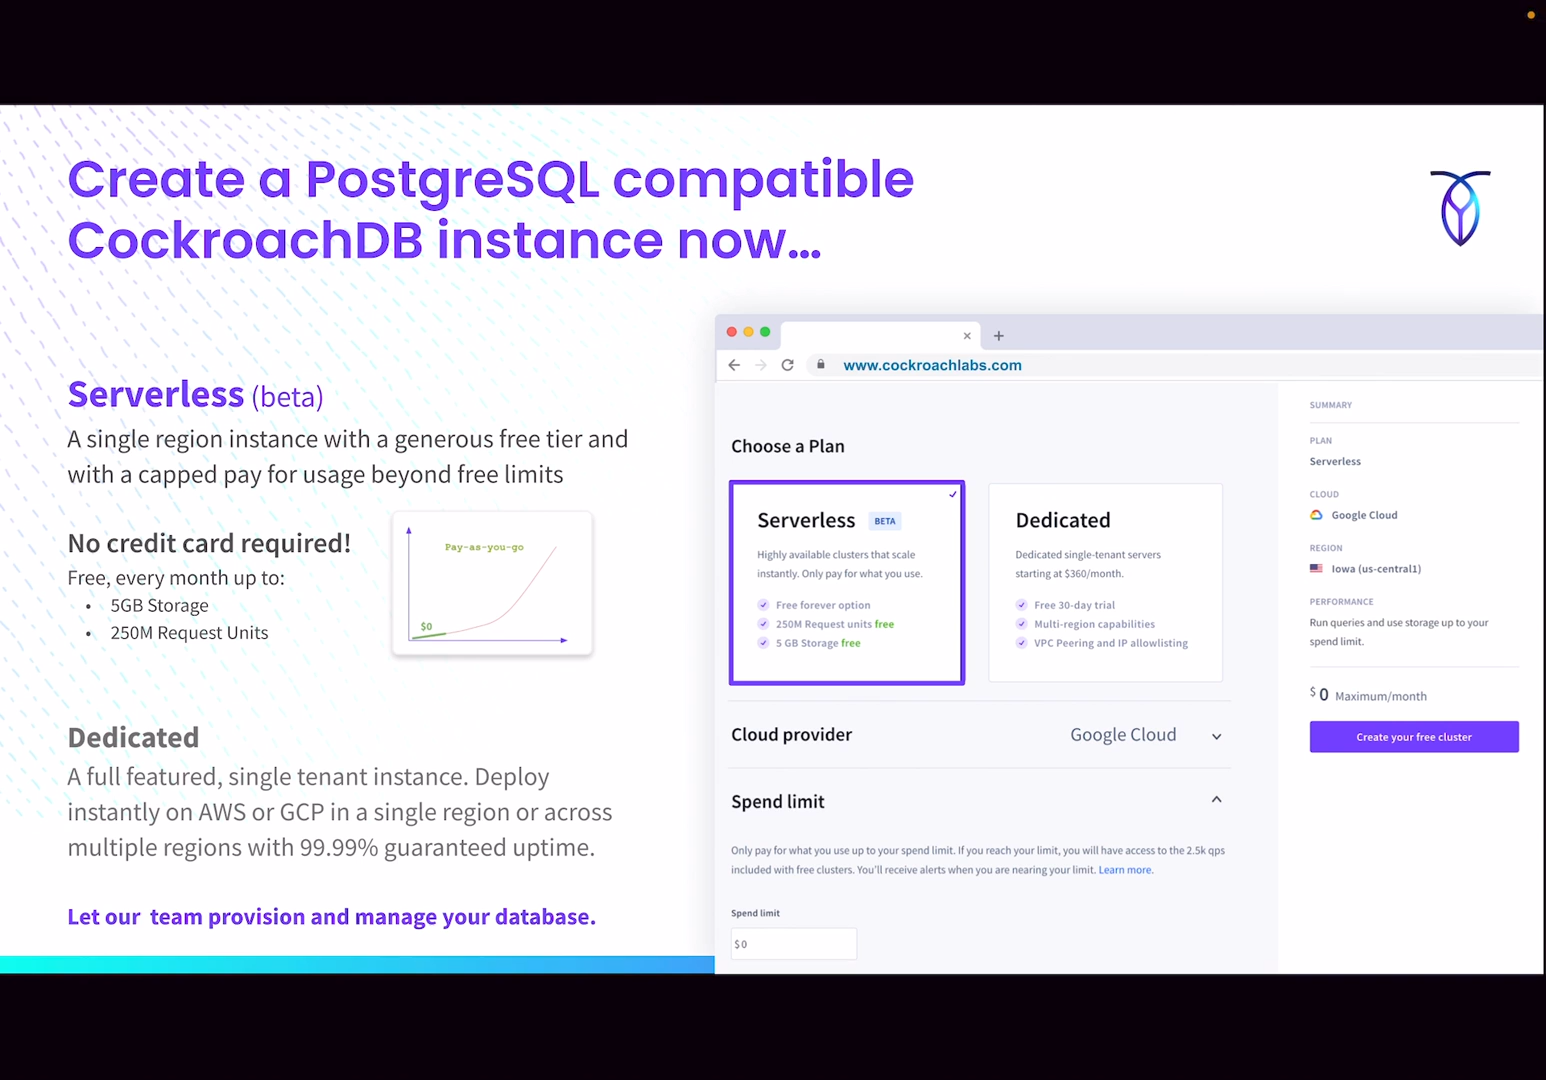 Create a PostgreSQL compatible
CockroachDB instance now...
Serverless (beta)
A single region instance with a generous free tier and
with a capped pay for usage beyond free limits
No credit card required!
Free, every month up to:
• 5GB Storage
• 250M Request Units
Pay-as-you-go
$0
Dedicated
A full featured, single tenant instance. Deploy
instantly on AWS or GCP in a single region or across
multiple regions with 99.99% guaranteed uptime.
Let our team provision and manage your database.
www.cockroachlabs.com
Choose a Plan
Serverless BETA
Highly available clusters that scale
instantly. Only pay for what you use.
Free forever option
250M Request units free
5 GB Storage free
Dedicated
Dedicated single-tenant servers
starting at $360/month.
Free 30-day trial
Multi-region capabilities
VPC Peering and IP allowlisting
Cloud provider Google Cloud
Spend limit
Only pay for what you use up to your spend limit. If you reach your limit, you will have access to the 2.5k qps
included with free clusters. You'll receive alerts when you are nearing your limit. Learn more.
Spend limit
$0
SUMMARY
PLAN
Serverless
CLOUD
Google Cloud
REGION
Iowa (us-central1)
PERFORMANCE
Run queries and use storage up to your
spend limit.
$0 Maximum/month
Create your free cluster